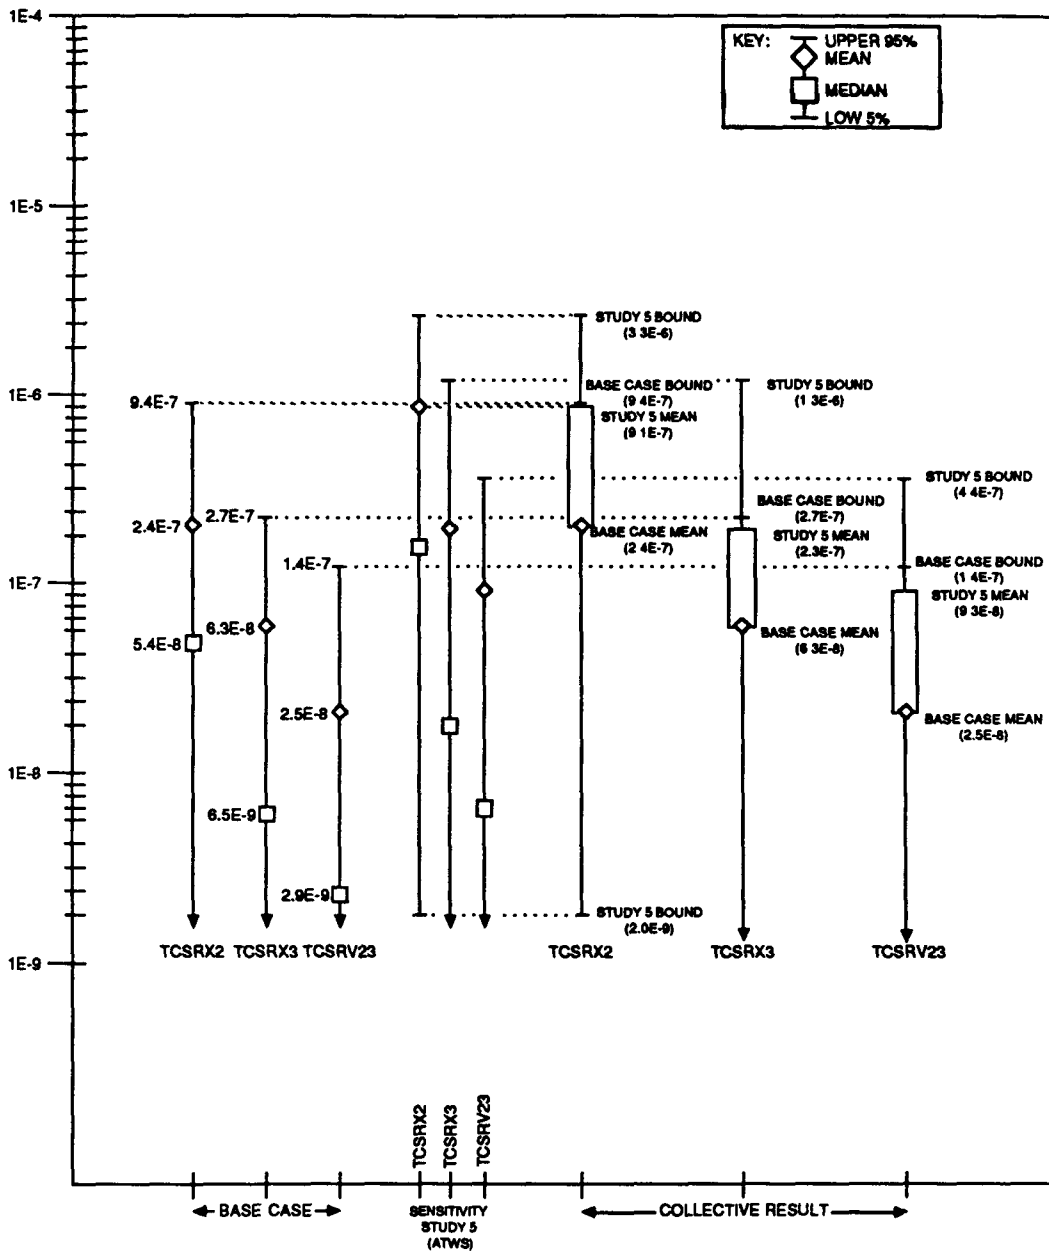 1E-4
KEY:
UPPER 95%
MEAN
MEDIAN
LOW 5%
1E-5
STUDY 5 BOUND
(3 3E-6)
1E-6
9.4E-7
BASE CASE BOUND
(9 4E-7)
STUDY 5 MEAN
(9 1E-7)
STUDY 5 BOUND
(1 3E-6)
STUDY 5 BOUND
(4 4E-7)
2.4E-7
2.7E-7
BASE CASE MEAN
(2 4E-7)
BASE CASE BOUND
(2.7E-7)
STUDY 5 MEAN
(2.3E-7)
1E-7
1.4E-7
BASE CASE BOUND
(1 4E-7)
STUDY 5 MEAN
(9 3E-8)
5.4E-8
6.3E-8
BASE CASE MEAN
(6 3E-8)
2.5E-8
BASE CASE MEAN
(2.5E-8)
1E-8
6.5E-9
2.9E-9
STUDY 5 BOUND
(2.0E-9)
TCSRX2 TCSRX3 TCSRV23
TCSRX2
TCSRX3
TCSRV23
1E-9
TCSRX2
TCSRX3
TCSRV23
BASE CASE
SENSITIVITY
STUDY 5
(ATWS)
COLLECTIVE RESULT